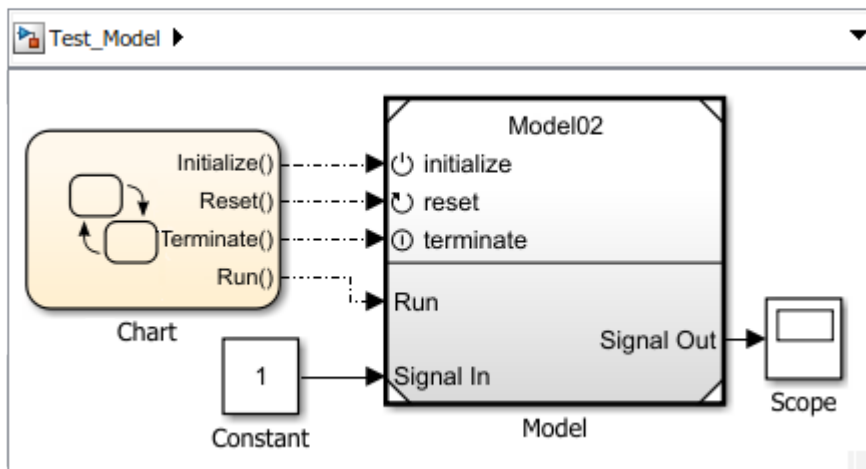 Test_Model
Model02
Initialize()
initialize
Reset()
reset
Terminate()
terminate
Run()
Run
Chart
Signal Out
1
Signal In
Constant
Model
Scope